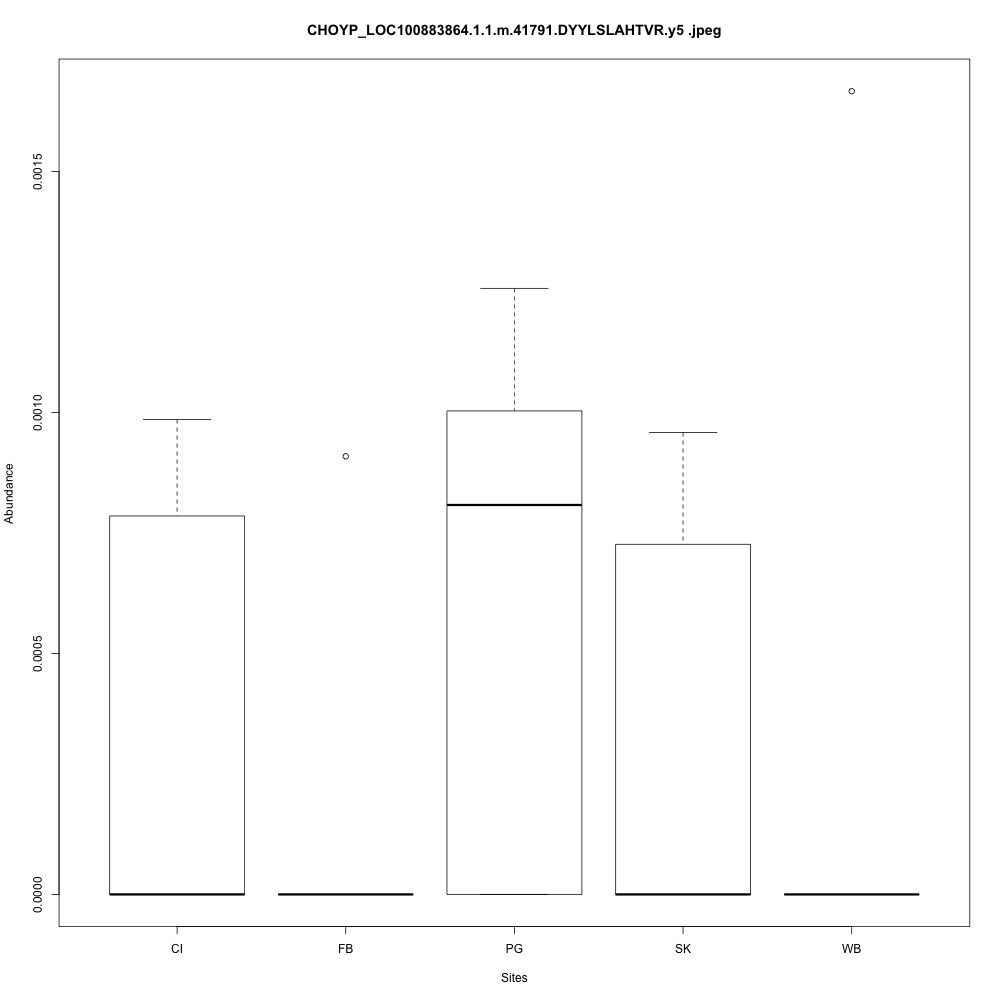 CHOYP_LOC100883864.1.1.m.41791.DYYLSLAHTVR.y5 .jpeg
0.0015
0.0010
0.0005
0.0000
Abundance
CI FB PG SK WB
Sites